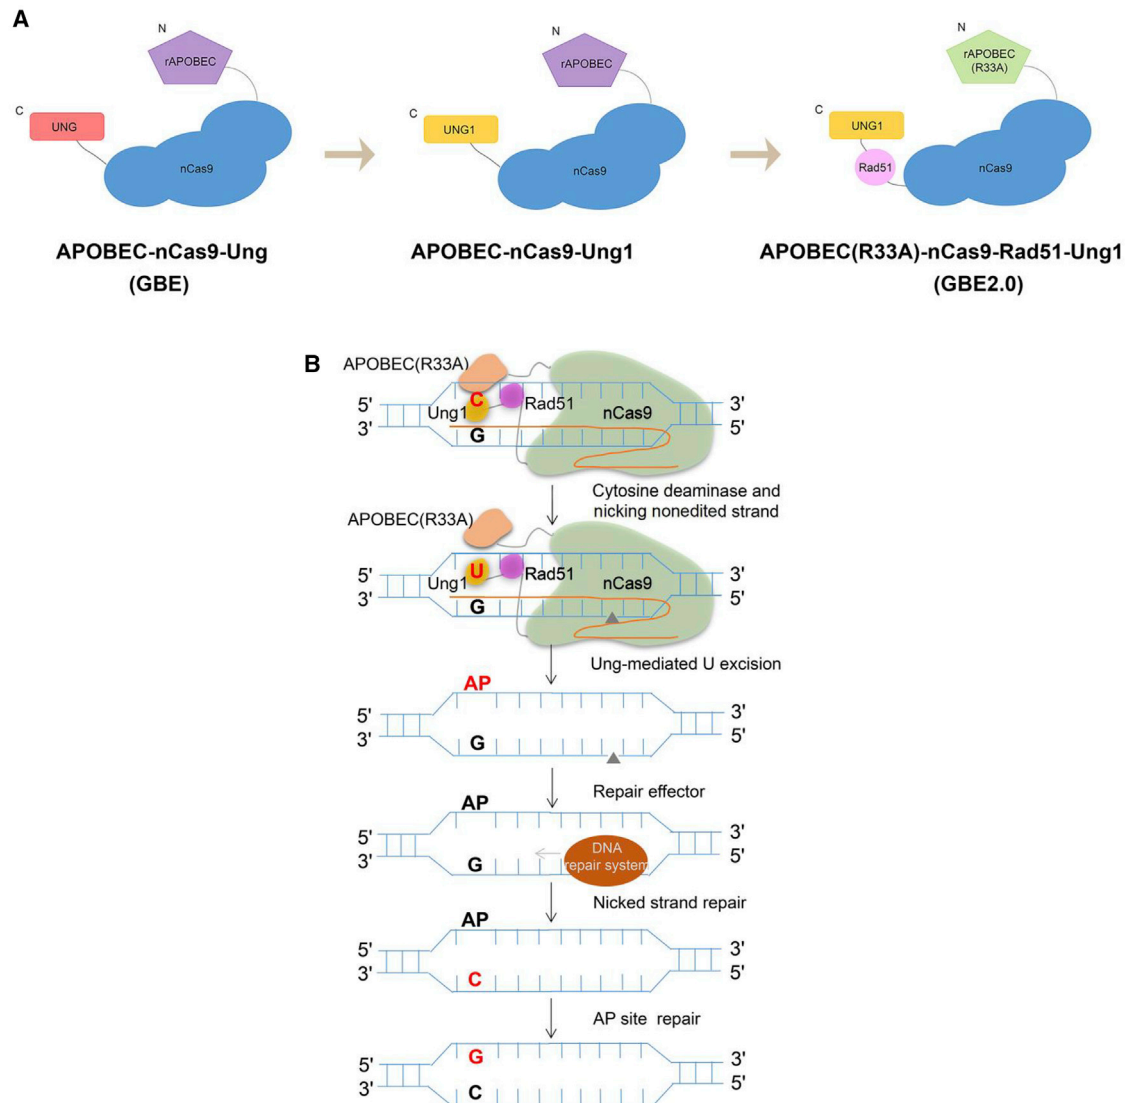 A
N
rAPOBEC
C
UNG
nCas9
APOBEC-nCas9-Ung
(GBE)
N
rAPOBEC
C
UNG1
nCas9
APOBEC-nCas9-Ung1
N
rAPOBEC
(R33A)
C
UNG1
Rad51
nCas9
APOBEC(R33A)-nCas9-Rad51-Ung1
(GBE2.0)
B
APOBEC(R33A)
5' C 3'
Ung1 Rad51 nCas9
3' G 5'
Cytosine deaminase and
nicking nonedited strand
APOBEC(R33A)
5' U 3'
Ung1 Rad51 nCas9
3' G 5'
Ung-mediated U excision
AP
5' 3'
3' G 5'
Repair effector
AP
5' 3'
DNA
repair system
3' G 5'
Nicked strand repair
AP
5' 3'
3' C 5'
AP site repair
5' G 3'
3' C 5'